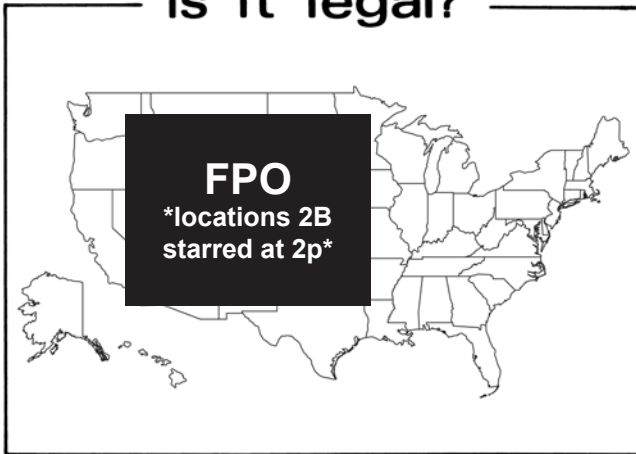 Is it legal?
FPO
*locations 2B
starred at 2p*